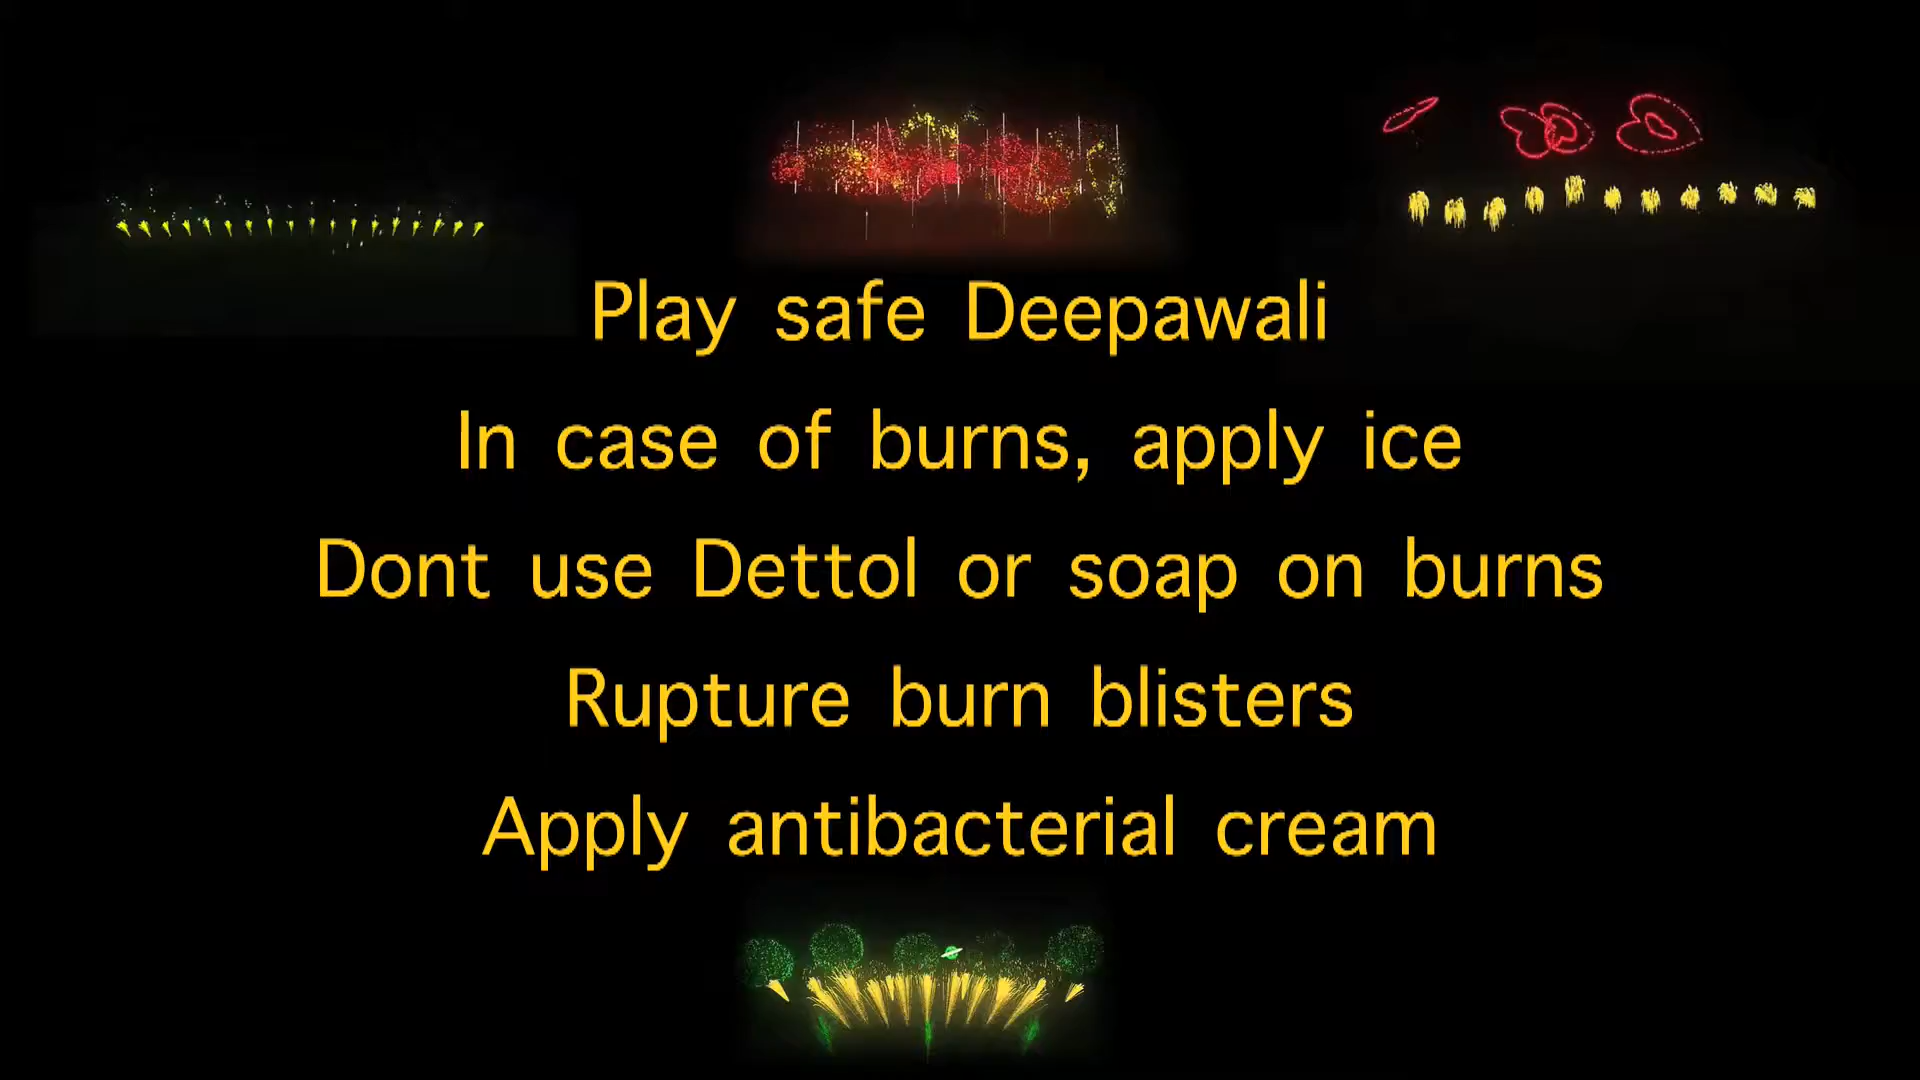 Play safe Deepawali
In case of burns, apply ice
Dont use Dettol or soap on burns
Rupture burn blisters
Apply antibacterial cream